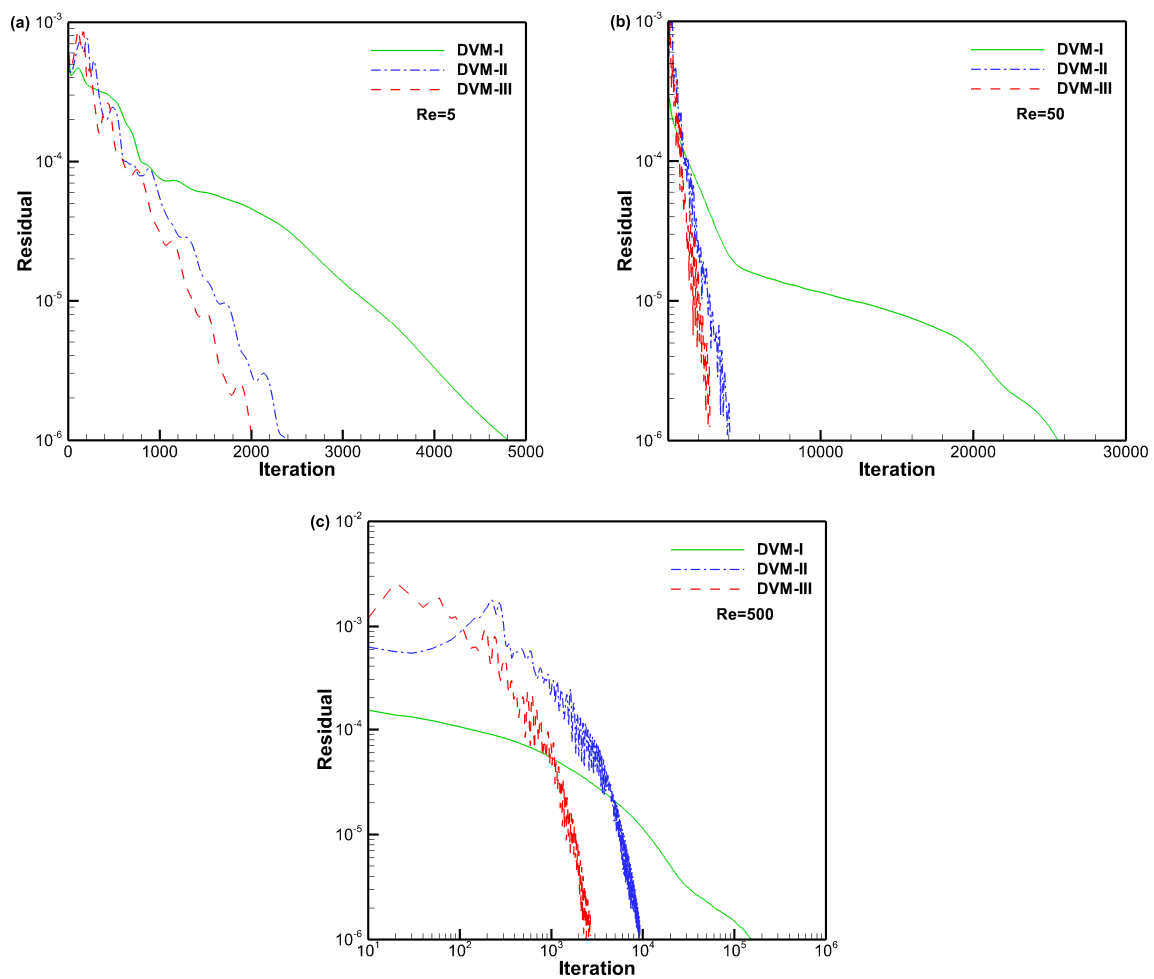 (a)
10^-3
10^-4
10^-5
10^-6
Residual
DVM-I
DVM-II
DVM-III
Re=5
0 1000 2000 3000 4000 5000
Iteration
(b)
10^-3
10^-4
10^-5
10^-6
Residual
DVM-I
DVM-II
DVM-III
Re=50
10000 20000 30000
Iteration
(c)
10^-2
10^-3
10^-4
10^-5
10^-6
Residual
DVM-I
DVM-II
DVM-III
Re=500
10^1 10^2 10^3 10^4 10^5 10^6
Iteration